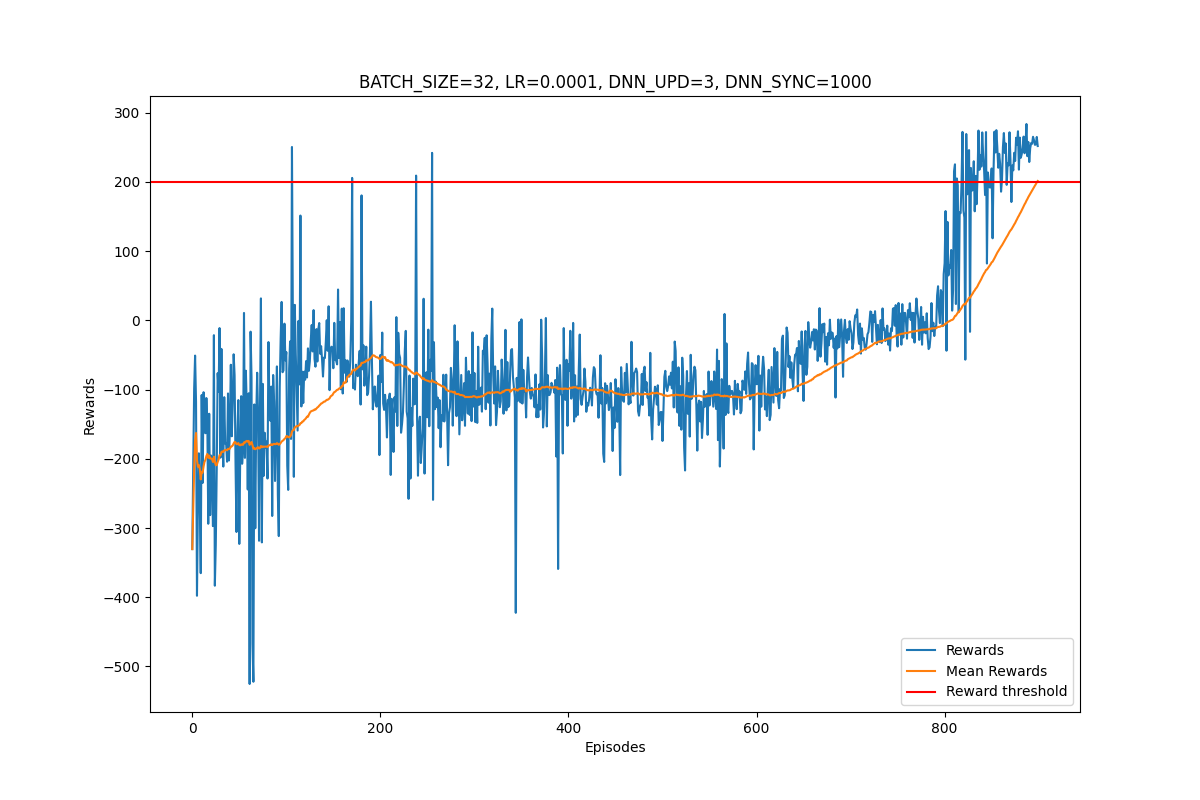 BATCH_SIZE=32, LR=0.0001, DNN_UPD=3, DNN_SYNC=1000
300
200
100
0
−100
−200
−300
−400
−500
Rewards
0 200 400 600 800
Episodes
Rewards
Mean Rewards
Reward threshold